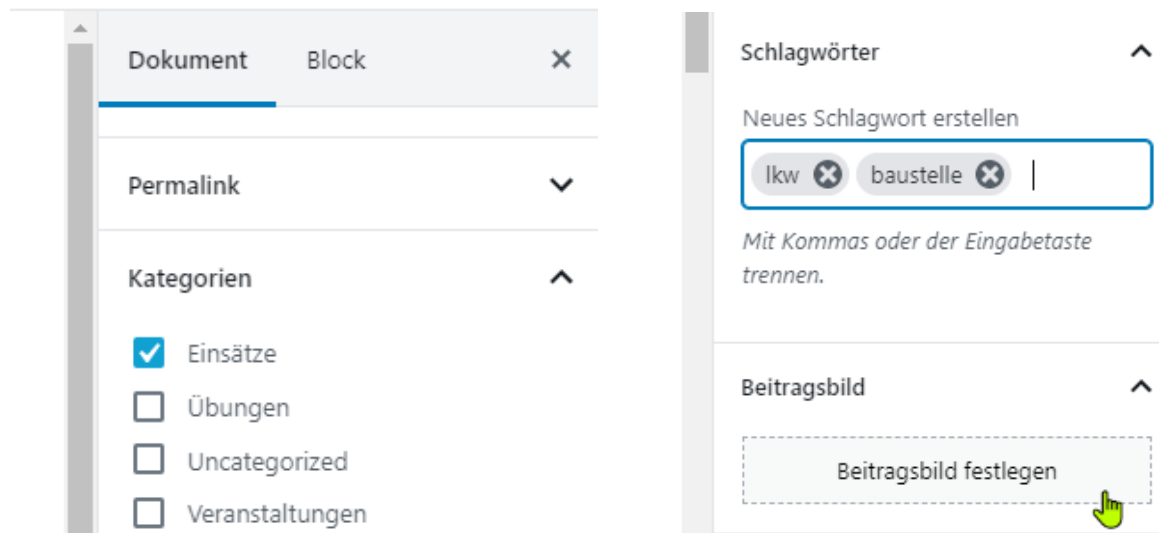 Dokument Block
Permalink
Kategorien
Einsätze
Übungen
Uncategorized
Veranstaltungen
Schlagwörter
Neues Schlagwort erstellen
lkw baustelle
Mit Kommas oder der Eingabetaste
trennen.
Beitragsbild
Beitragsbild festlegen